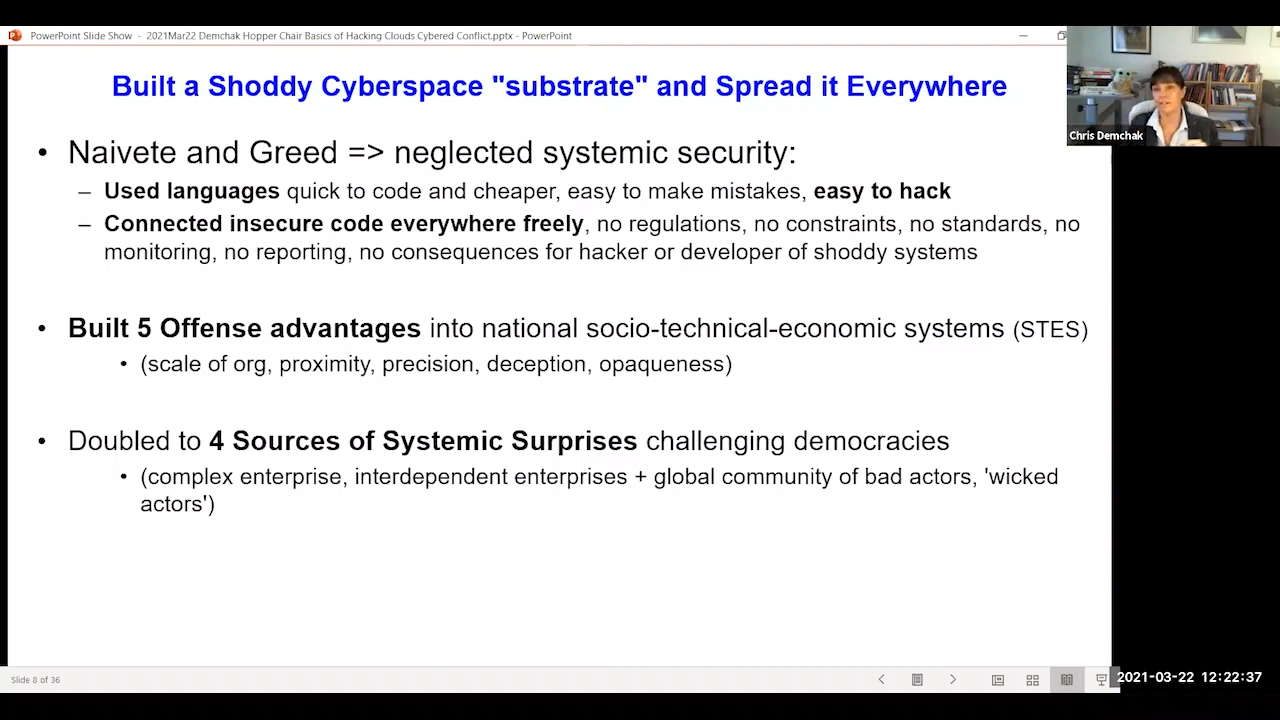 PowerPoint Slide Show - 2021Mar22 Demchak Hopper Chair Basics of Hacking Clouds Cybered Conflict.pptx - PowerPoint
Built a Shoddy Cyberspace "substrate" and Spread it Everywhere
Chris Demchak
• Naivete and Greed => neglected systemic security:
– Used languages quick to code and cheaper, easy to make mistakes, easy to hack
– Connected insecure code everywhere freely, no regulations, no constraints, no standards, no
monitoring, no reporting, no consequences for hacker or developer of shoddy systems
• Built 5 Offense advantages into national socio-technical-economic systems (STES)
• (scale of org, proximity, precision, deception, opaqueness)
• Doubled to 4 Sources of Systemic Surprises challenging democracies
• (complex enterprise, interdependent enterprises + global community of bad actors, 'wicked
actors')
Slide 8 of 36
2021-03-22 12:22:37